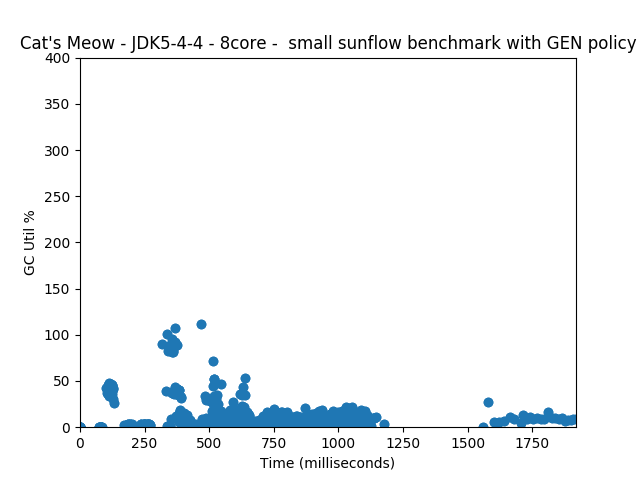 Cat's Meow - JDK5-4-4 - 8core -  small sunflow benchmark with GEN policy
400
350
300
250
200
150
100
50
0
GC Util %
0 250 500 750 1000 1250 1500 1750
Time (milliseconds)